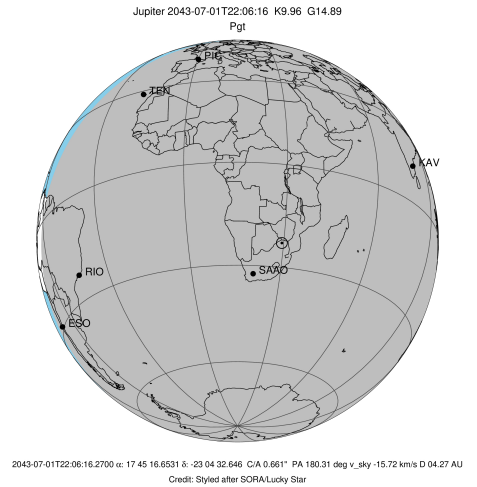 Jupiter 2043-07-01T22:06:16 K9.96 G14.89
Pgt
PIC
TEN
KAV
RIO
SAAO
ESO
2043-07-01T22:06:16.2700 α: 17 45 16.6531 δ: -23 04 32.646 C/A 0.661" PA 180.31 deg v_sky -15.72 km/s D 04.27 AU
Credit: Styled after SORA/Lucky Star